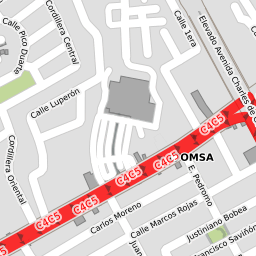 Calle Pico Duarte
Cordillera Central
Calle 1era
Elevado Avenida Charles de
Calle Luperón
Cordillera Oriental
C4C5
C4C5
C4C5
C4C5
C4C5
OMSA
E. Pedromo
Carlos Moreno
Calle Marcos Rojas
Justiniano Bobea
Francisco Saviñón
Juan